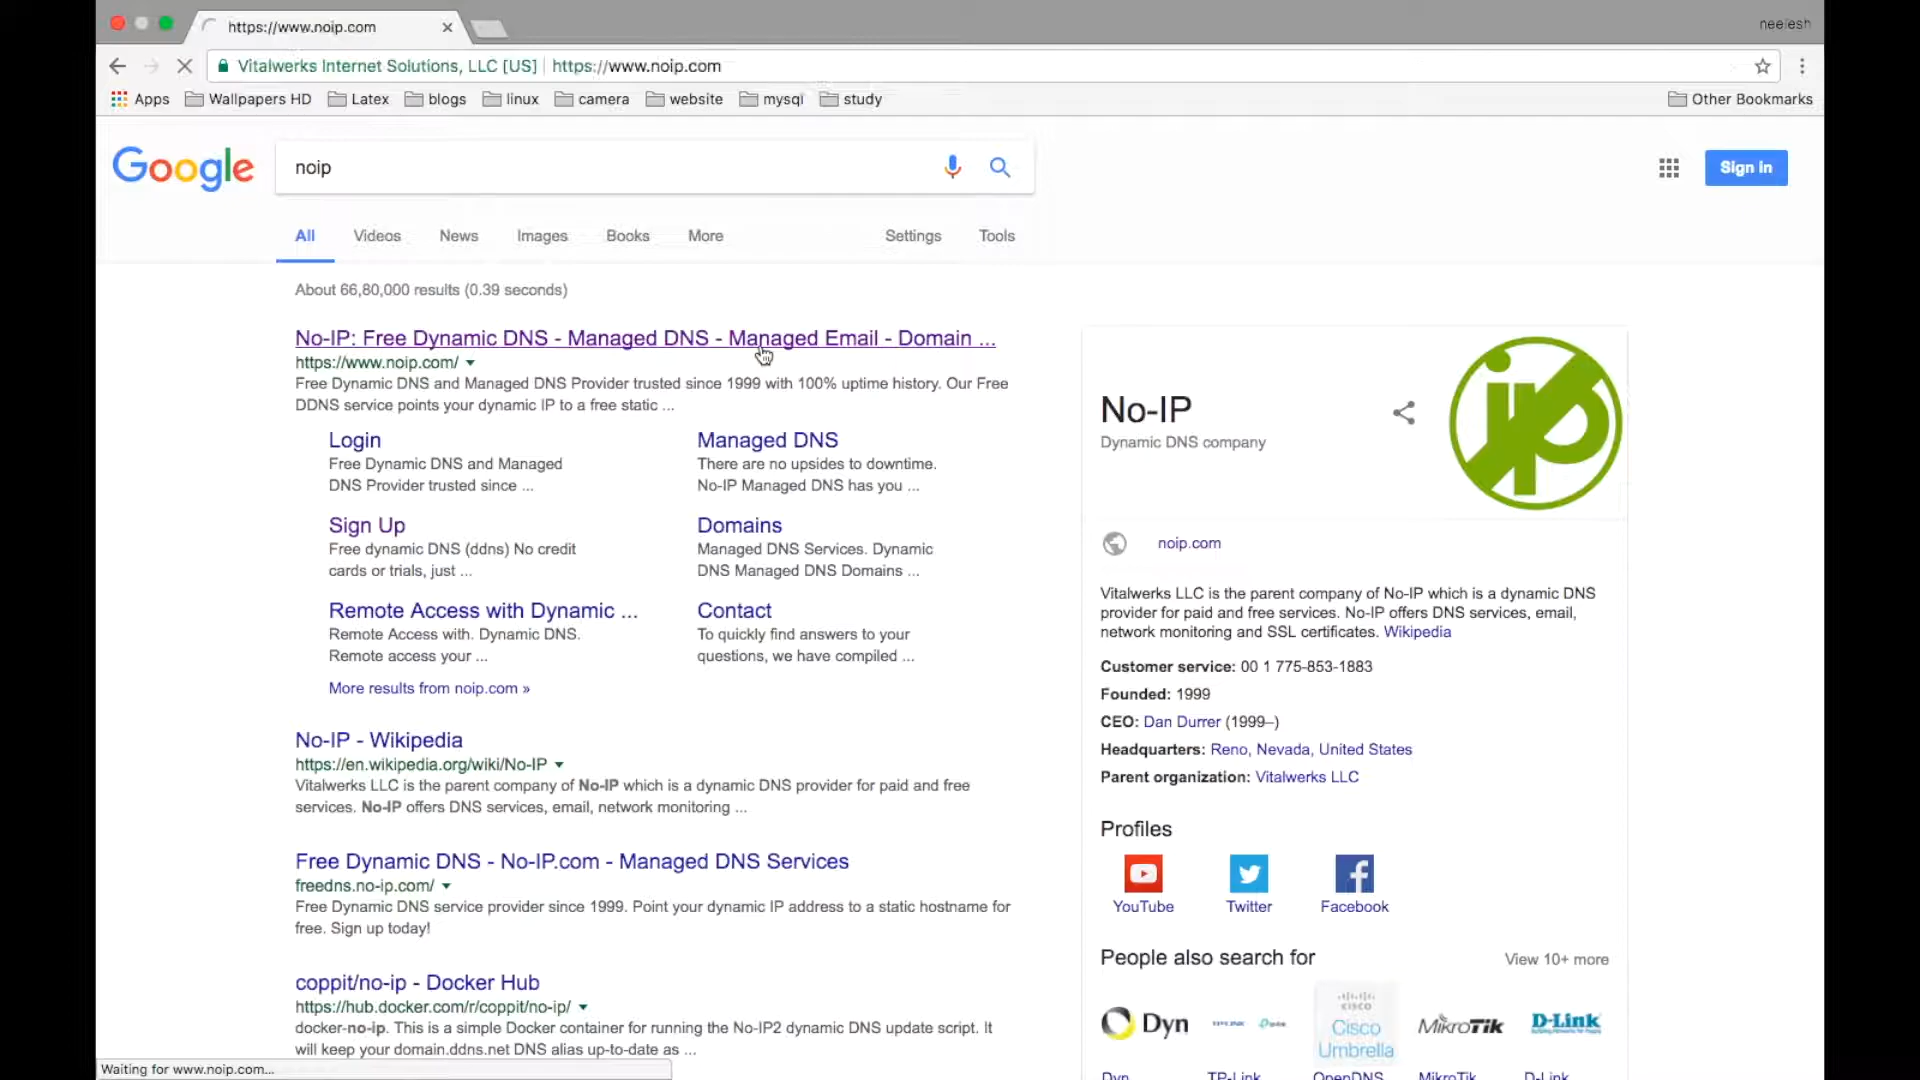 https://www.noip.com
neelesh
Vitalwerks Internet Solutions, LLC [US] https://www.noip.com
Apps Wallpapers HD Latex blogs linux camera website mysql study Other Bookmarks
Google noip Sign in
All Videos News Images Books More Settings Tools
About 66,80,000 results (0.39 seconds)
No-IP: Free Dynamic DNS - Managed DNS - Managed Email - Domain ...
https://www.noip.com/
Free Dynamic DNS and Managed DNS Provider trusted since 1999 with 100% uptime history. Our Free
DDNS service points your dynamic IP to a free static ...
Login
Free Dynamic DNS and Managed
DNS Provider trusted since ...
Managed DNS
There are no upsides to downtime.
No-IP Managed DNS has you ...
Sign Up
Free dynamic DNS (ddns) No credit
cards or trials, just ...
Domains
Managed DNS Services. Dynamic
DNS Managed DNS Domains ...
Remote Access with Dynamic ...
Remote Access with. Dynamic DNS.
Remote access your ...
Contact
To quickly find answers to your
questions, we have compiled ...
More results from noip.com »
No-IP - Wikipedia
https://en.wikipedia.org/wiki/No-IP
Vitalwerks LLC is the parent company of No-IP which is a dynamic DNS provider for paid and free
services. No-IP offers DNS services, email, network monitoring ...
Free Dynamic DNS - No-IP.com - Managed DNS Services
freedns.no-ip.com/
Free Dynamic DNS service provider since 1999. Point your dynamic IP address to a static hostname for
free. Sign up today!
coppit/no-ip - Docker Hub
https://hub.docker.com/r/coppit/no-ip/
docker-no-ip. This is a simple Docker container for running the No-IP2 dynamic DNS update script. It
will keep your domain.ddns.net DNS alias up-to-date as ...
Waiting for www.noip.com...
No-IP
Dynamic DNS company
ip
noip.com
Vitalwerks LLC is the parent company of No-IP which is a dynamic DNS
provider for paid and free services. No-IP offers DNS services, email,
network monitoring and SSL certificates. Wikipedia
Customer service: 00 1 775-853-1883
Founded: 1999
CEO: Dan Durrer (1999–)
Headquarters: Reno, Nevada, United States
Parent organization: Vitalwerks LLC
Profiles
YouTube Twitter Facebook
People also search for View 10+ more
Dyn
cisco
Cisco
Umbrella
MikroTik
D-Link
Dyn TP-Link OpenDNS MikroTik D-Link